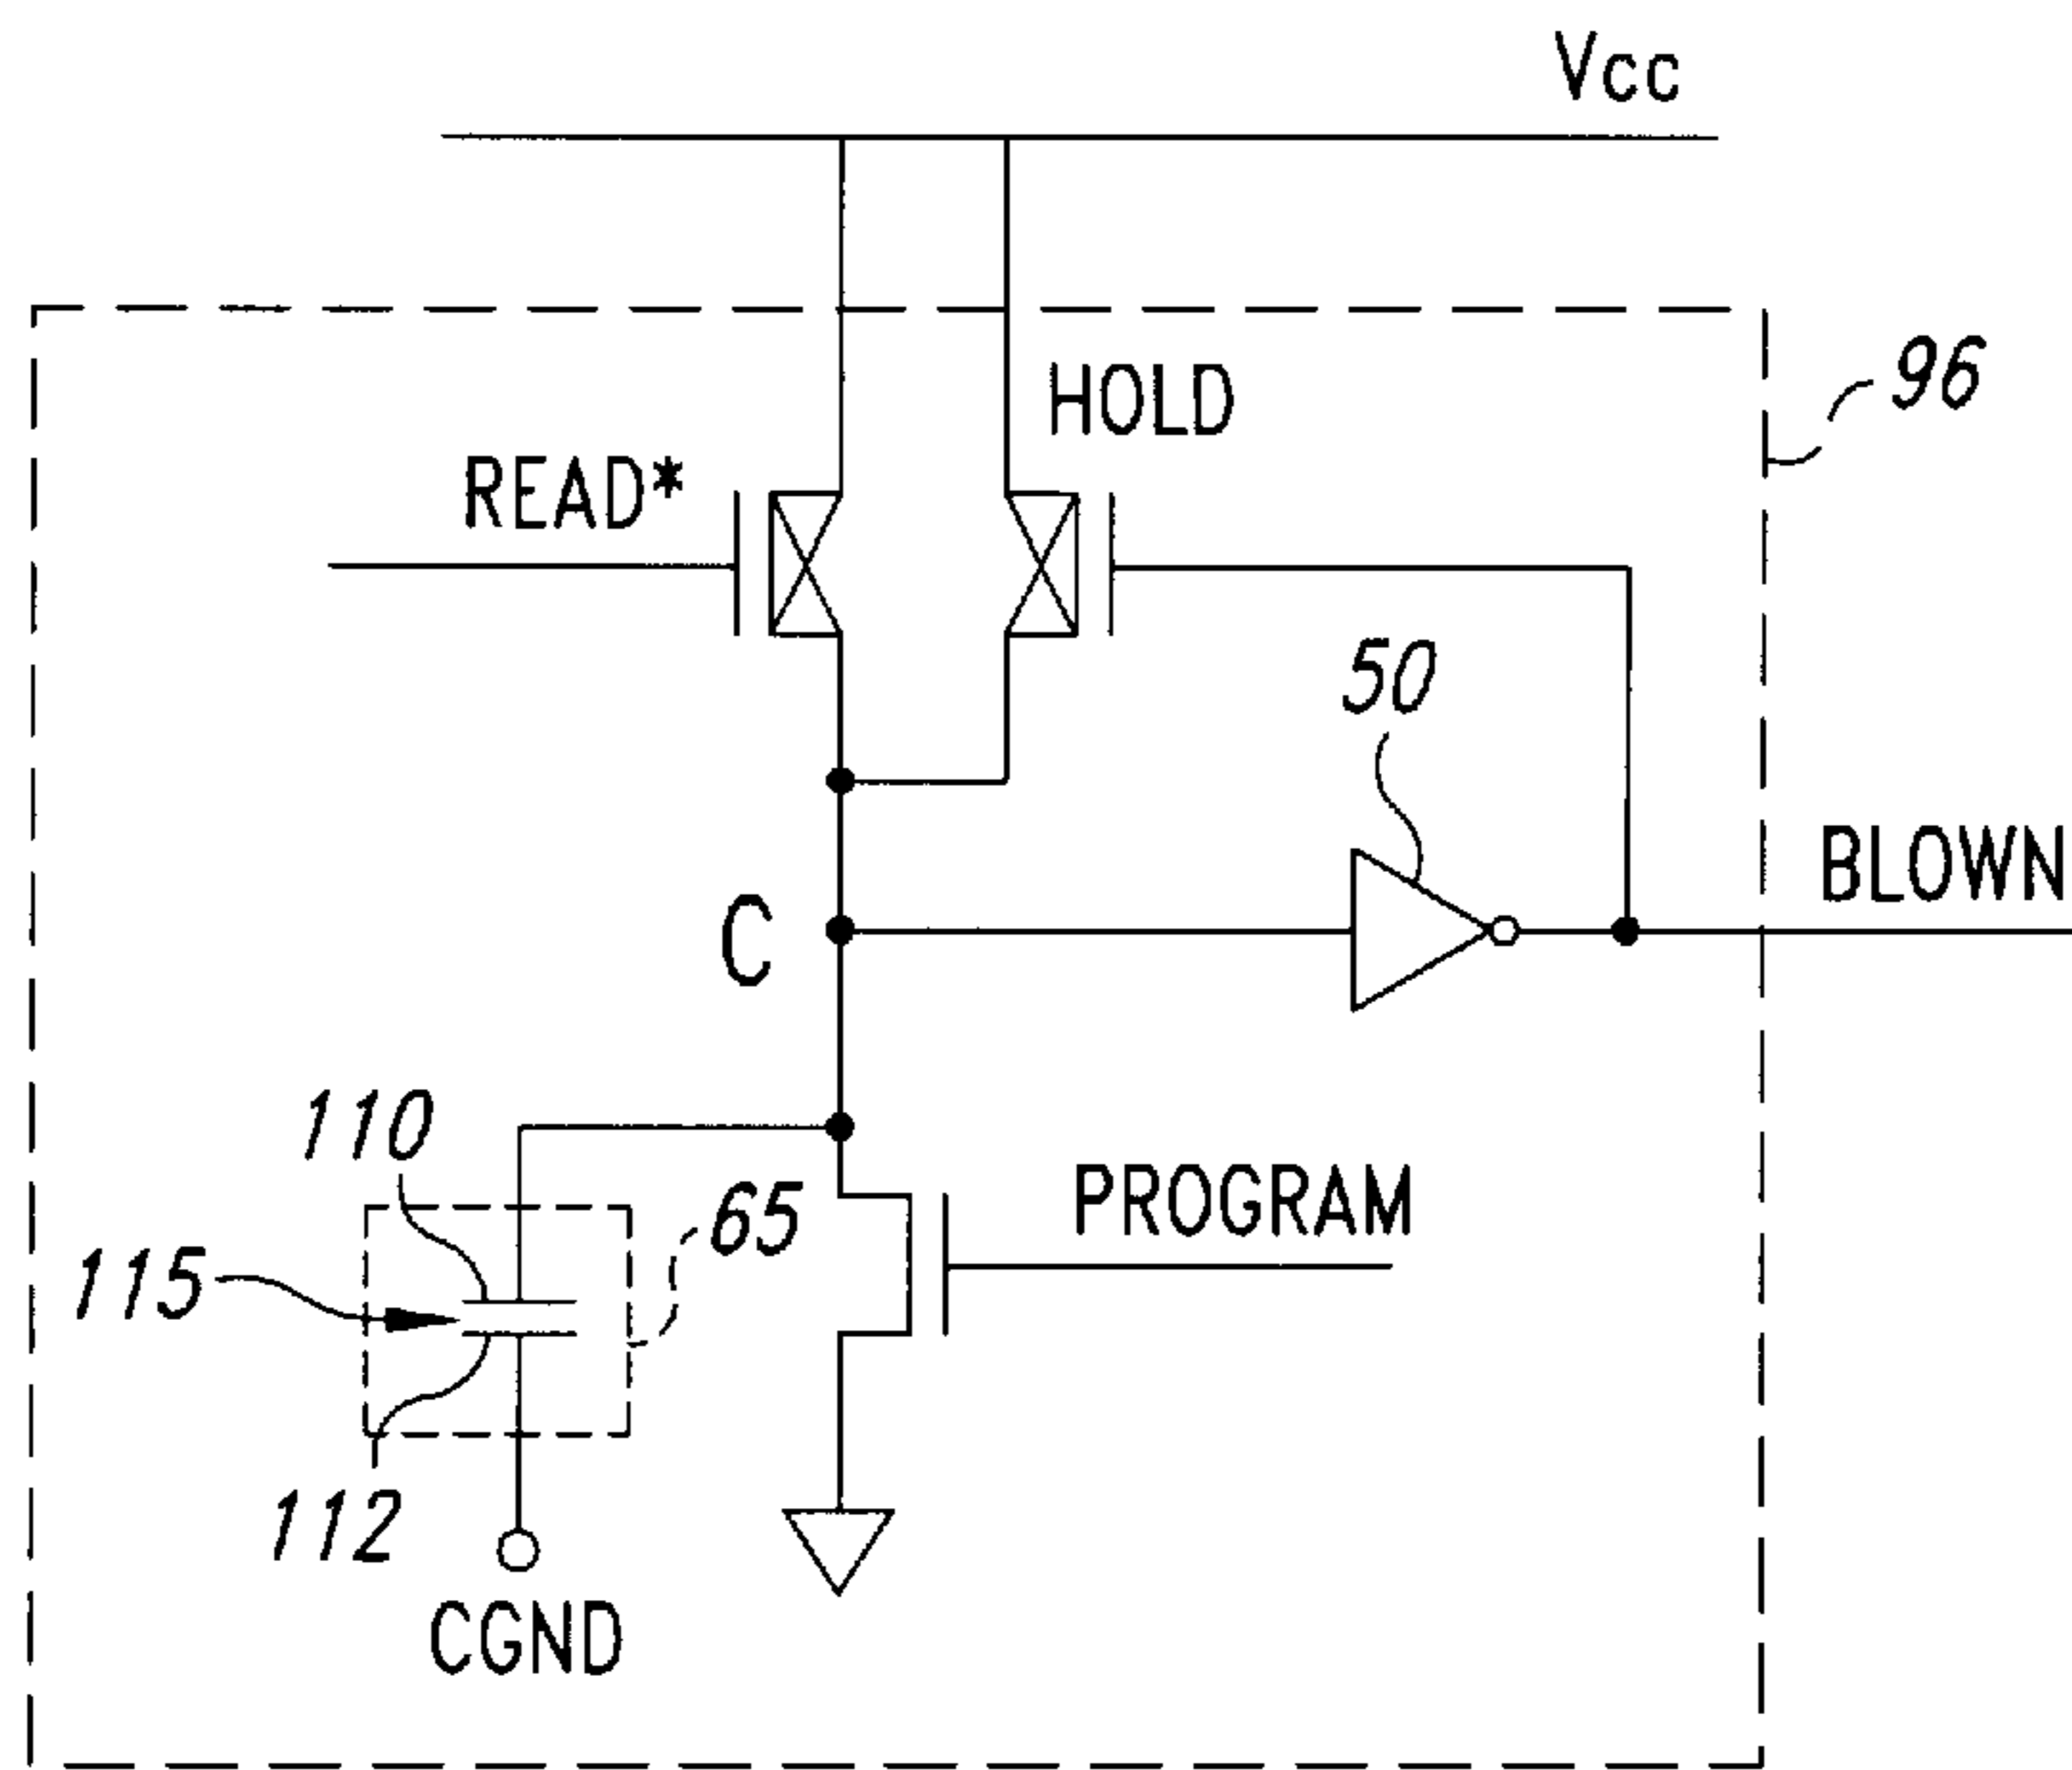 Vcc
96
HOLD
READ*
50
BLOWN
C
110
PROGRAM
65
115
112
CGND